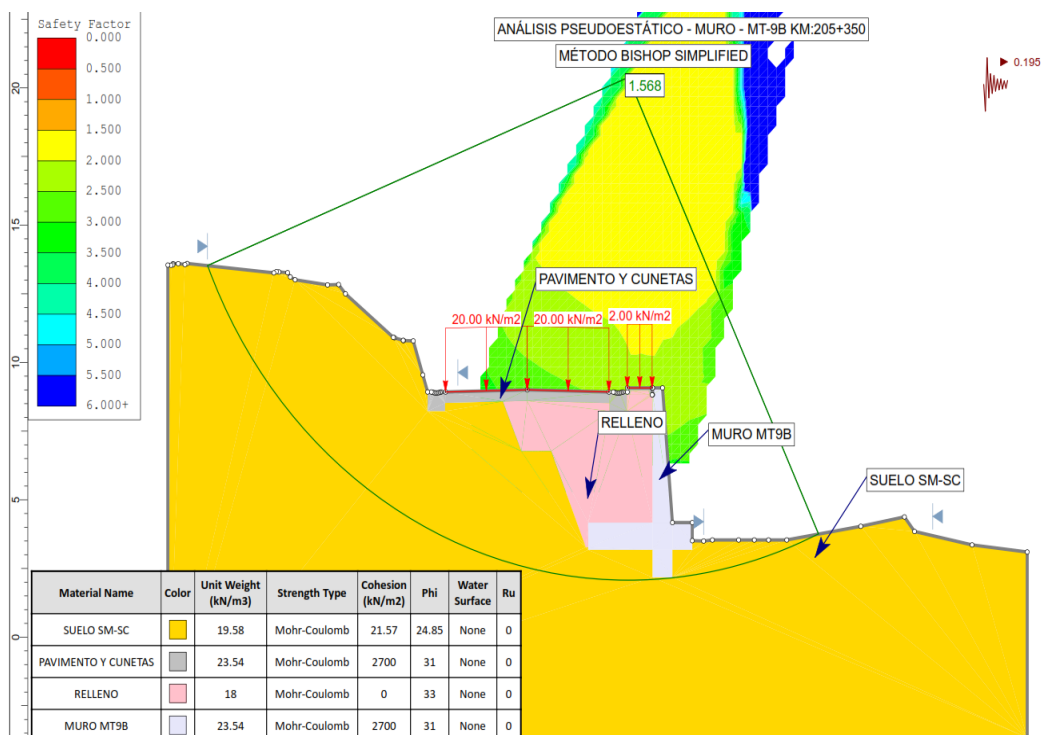 Safety Factor
0.000
0.500
1.000
1.500
2.000
2.500
3.000
3.500
4.000
4.500
5.000
5.500
6.000+
ANÁLISIS PSEUDOESTÁTICO - MURO - MT-9B KM:205+350
MÉTODO BISHOP SIMPLIFIED
1.568
0.195
20
15
10
5
0
PAVIMENTO Y CUNETAS
20.00 kN/m2
20.00 kN/m2
2.00 kN/m2
RELLENO
MURO MT9B
SUELO SM-SC
Material Name Color Unit Weight (kN/m3) Strength Type Cohesion (kN/m2) Phi Water Surface Ru
SUELO SM-SC 19.58 Mohr-Coulomb 21.57 24.85 None 0
PAVIMENTO Y CUNETAS 23.54 Mohr-Coulomb 2700 31 None 0
RELLENO 18 Mohr-Coulomb 0 33 None 0
MURO MT9B 23.54 Mohr-Coulomb 2700 31 None 0